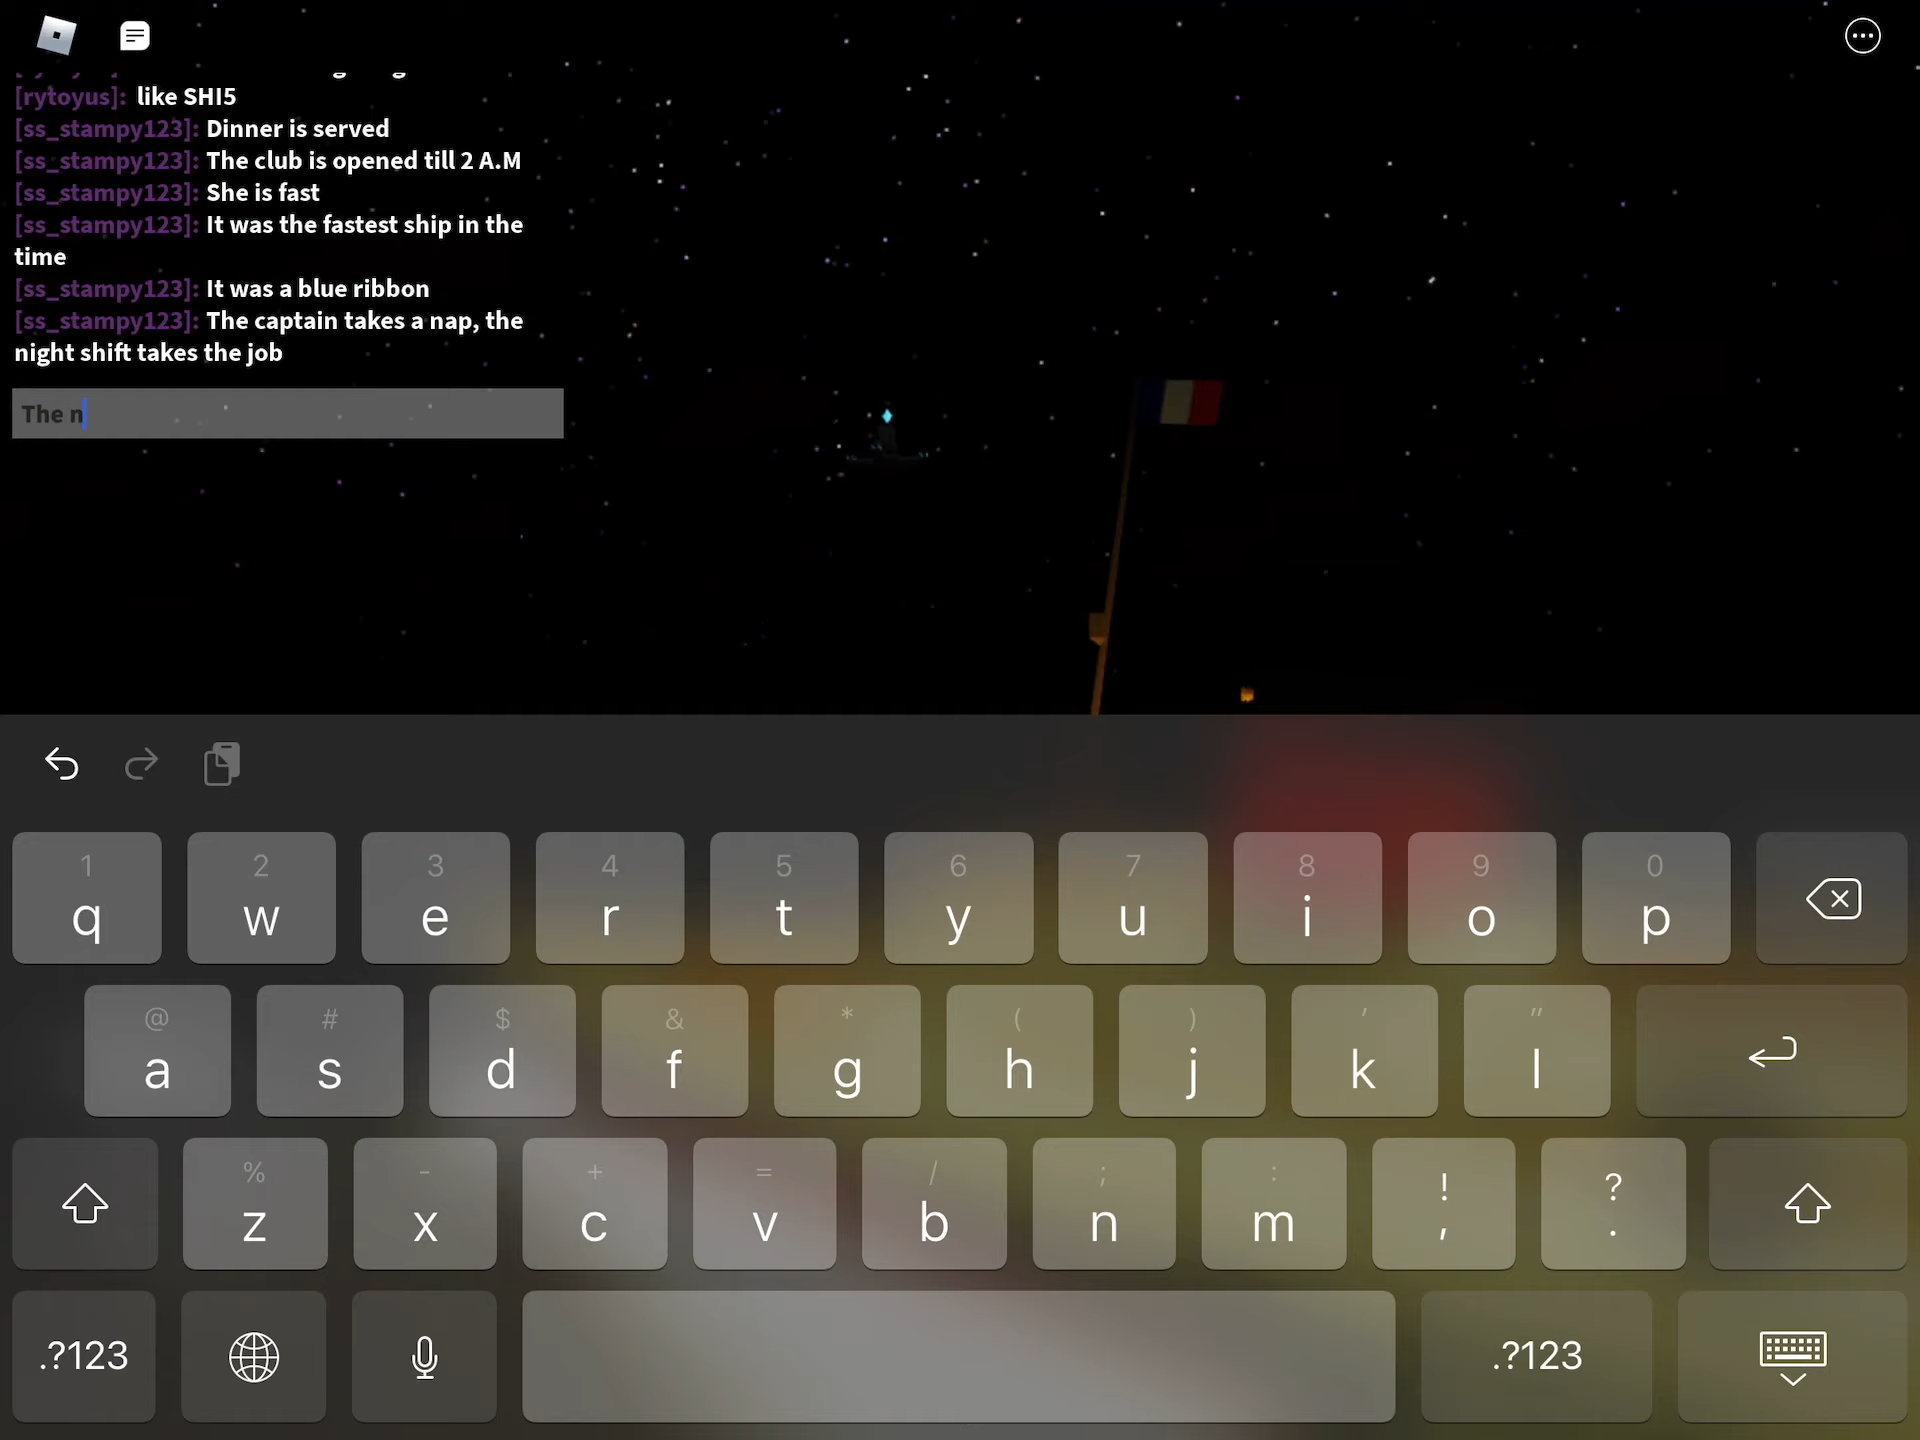 [rytoyus]: like SHI5
[ss_stampy123]: Dinner is served
[ss_stampy123]: The club is opened till 2 A.M
[ss_stampy123]: She is fast
[ss_stampy123]: It was the fastest ship in the
time
[ss_stampy123]: It was a blue ribbon
[ss_stampy123]: The captain takes a nap, the
night shift takes the job
The n
1 2 3 4 5 6 7 8 9 0
q w e r t y u i o p
@ # $ & * ( ) ' "
a s d f g h j k l
% - + = / ; : ! ?
z x c v b n m , .
.?123 .?123